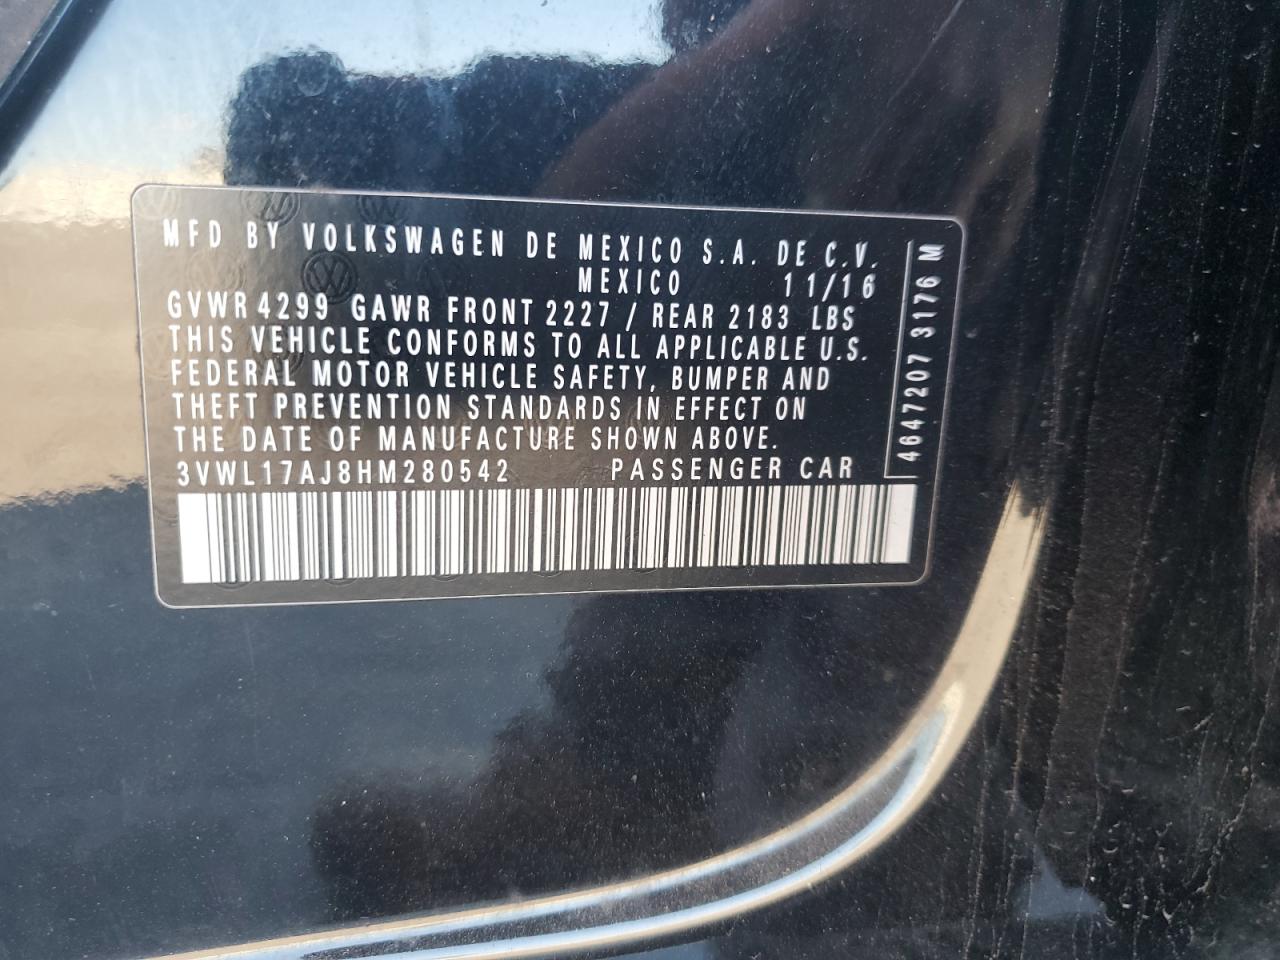 MFD BY VOLKSWAGEN DE MEXICO S.A. DE C.V.
MEXICO 11/16
GVWR 4299 GAWR FRONT 2227 / REAR 2183 LBS
THIS VEHICLE CONFORMS TO ALL APPLICABLE U.S.
FEDERAL MOTOR VEHICLE SAFETY, BUMPER AND
THEFT PREVENTION STANDARDS IN EFFECT ON
THE DATE OF MANUFACTURE SHOWN ABOVE.
3VWL17AJ8HM280542 PASSENGER CAR
4647207 3176 M